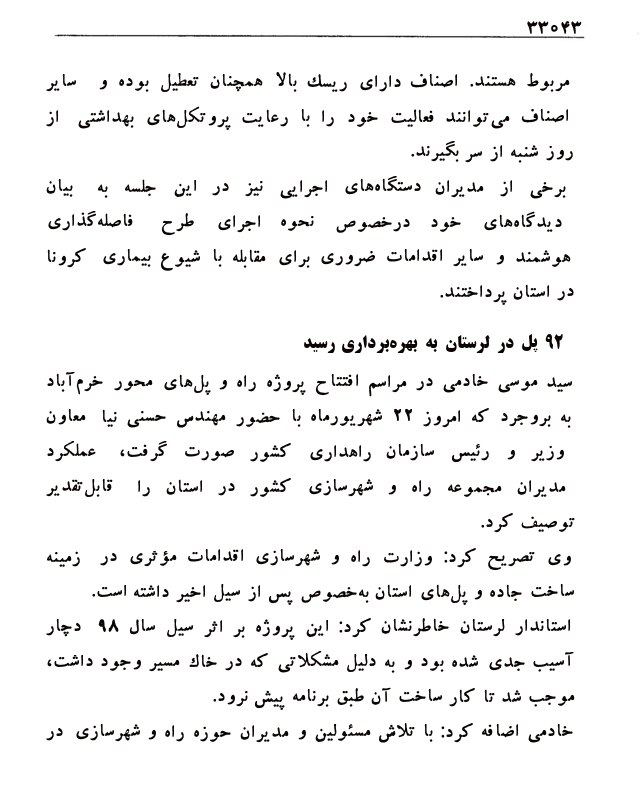 ۳۳۰۴۳
مربوط هستند. اصناف دارای ریسك بالا همچنان تعطیل بوده و سایر
اصناف می‌توانند فعالیت خود را با رعایت پروتکل‌های بهداشتی از
روز شنبه از سر بگیرند.
برخی از مدیران دستگاه‌های اجرایی نیز در این جلسه به بیان
دیدگاه‌های خود درخصوص نحوه اجرای طرح فاصله‌گذاری
هوشمند و سایر اقدامات ضروری برای مقابله با شیوع بیماری کرونا
در استان پرداختند.
۹۲ پل در لرستان به بهره‌برداری رسید
سید موسی خادمی در مراسم افتتاح پروژه راه و پل‌های محور خرم‌آباد
به بروجرد که امروز ۲۲ شهریورماه با حضور مهندس حسنی نیا معاون
وزیر و رئیس سازمان راهداری کشور صورت گرفت، عملکرد
مدیران مجموعه راه و شهرسازی کشور در استان را قابل‌تقدیر
توصیف کرد.
وی تصریح کرد: وزارت راه و شهرسازی اقدامات مؤثری در زمینه
ساخت جاده و پل‌های استان به‌خصوص پس از سیل اخیر داشته است.
استاندار لرستان خاطرنشان کرد: این پروژه بر اثر سیل سال ۹۸ دچار
آسیب جدی شده بود و به دلیل مشکلاتی که در خاك مسیر وجود داشت،
موجب شد تا کار ساخت آن طبق برنامه پیش نرود.
خادمی اضافه کرد: با تلاش مسئولین و مدیران حوزه راه و شهرسازی در